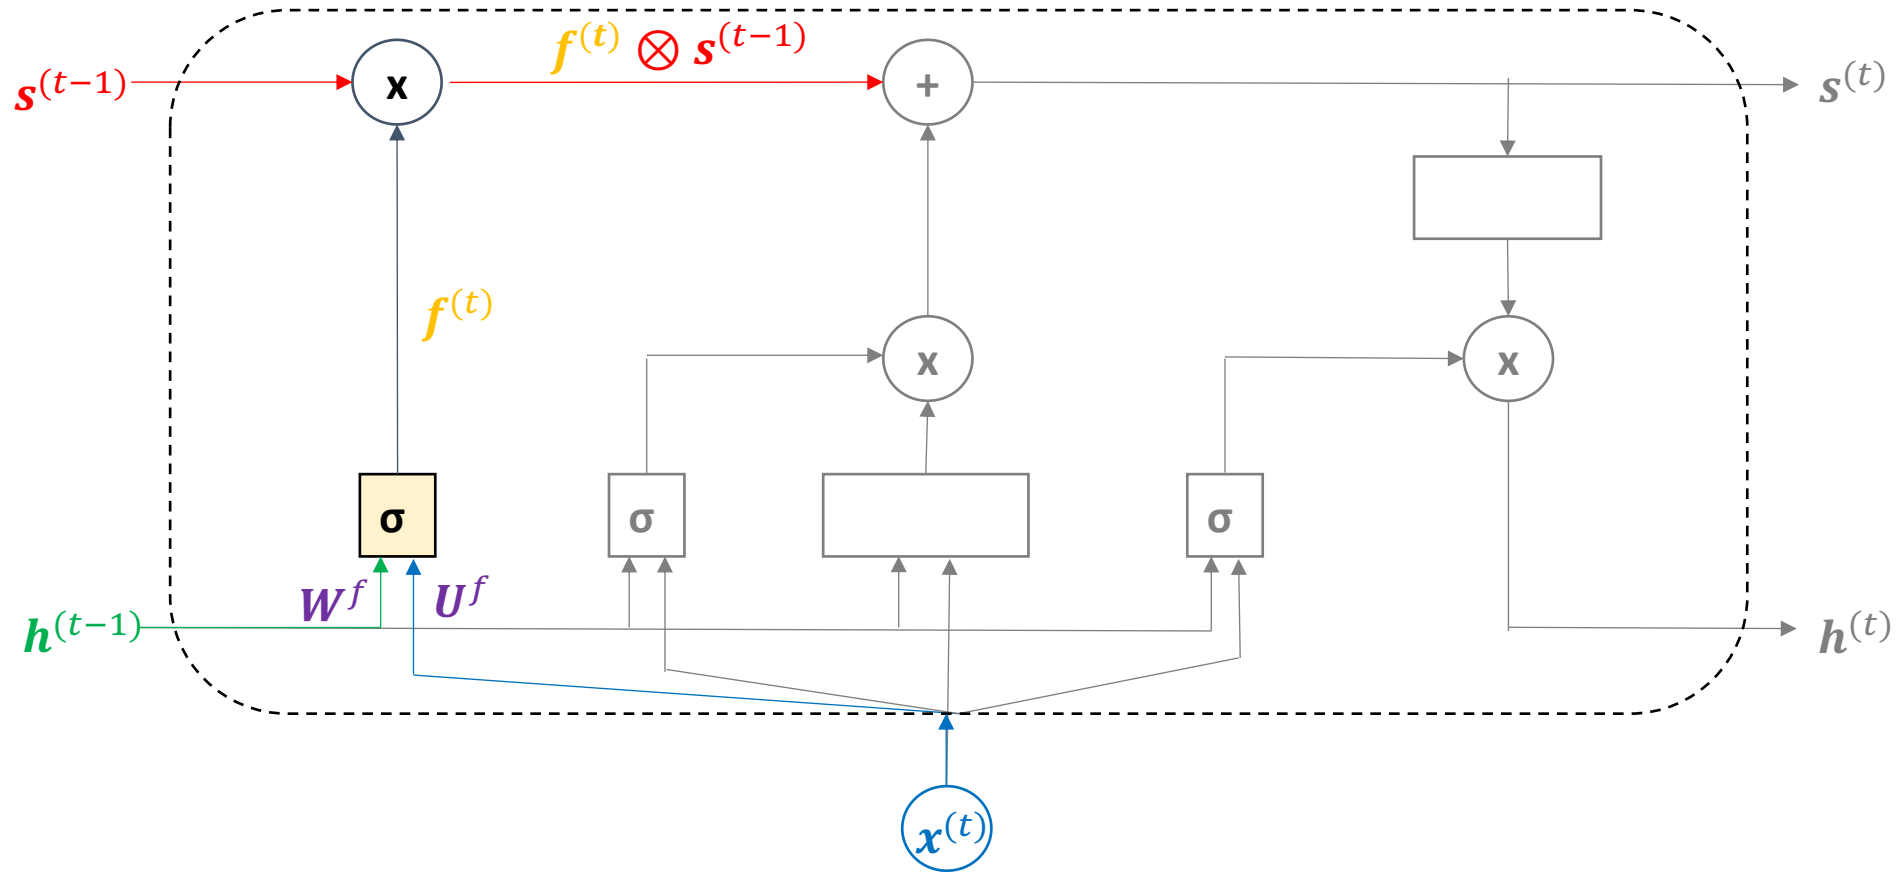 f^(t) ⊗ s^(t−1)
s^(t−1)
x
+
s^(t)
f^(t)
x
x
σ
σ
σ
W^f
U^f
h^(t−1)
h^(t)
x^(t)